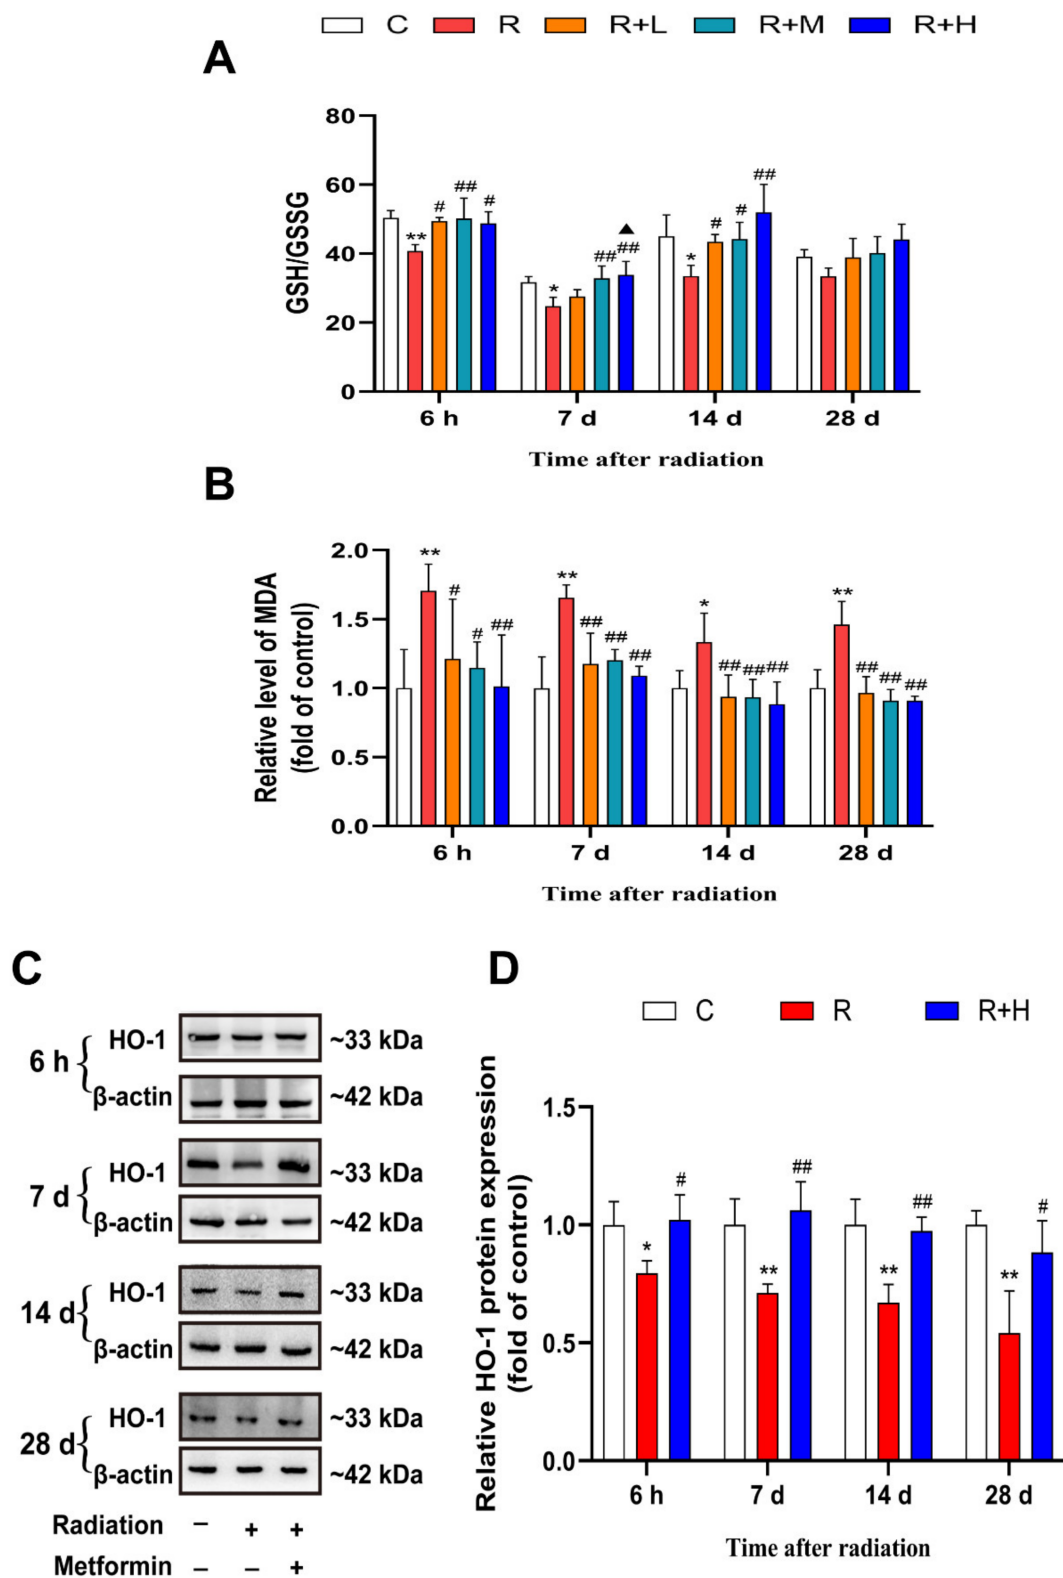 C R R+L R+M R+H
A
GSH/GSSG
80
60
40
20
0
** # ## #
* ## ## ▲
* # # ##
6 h 7 d 14 d 28 d
Time after radiation
B
Relative level of MDA
(fold of control)
2.0
1.5
1.0
0.5
0.0
** # # ##
** ## ## ##
* ## ## ##
** ## ## ##
6 h 7 d 14 d 28 d
Time after radiation
C
6 h
HO-1 ~33 kDa
β-actin ~42 kDa
7 d
HO-1 ~33 kDa
β-actin ~42 kDa
14 d
HO-1 ~33 kDa
β-actin ~42 kDa
28 d
HO-1 ~33 kDa
β-actin ~42 kDa
Radiation – + +
Metformin – – +
D
C R R+H
Relative HO-1 protein expression
(fold of control)
1.5
1.0
0.5
0.0
* #
** ##
** ##
** #
6 h 7 d 14 d 28 d
Time after radiation